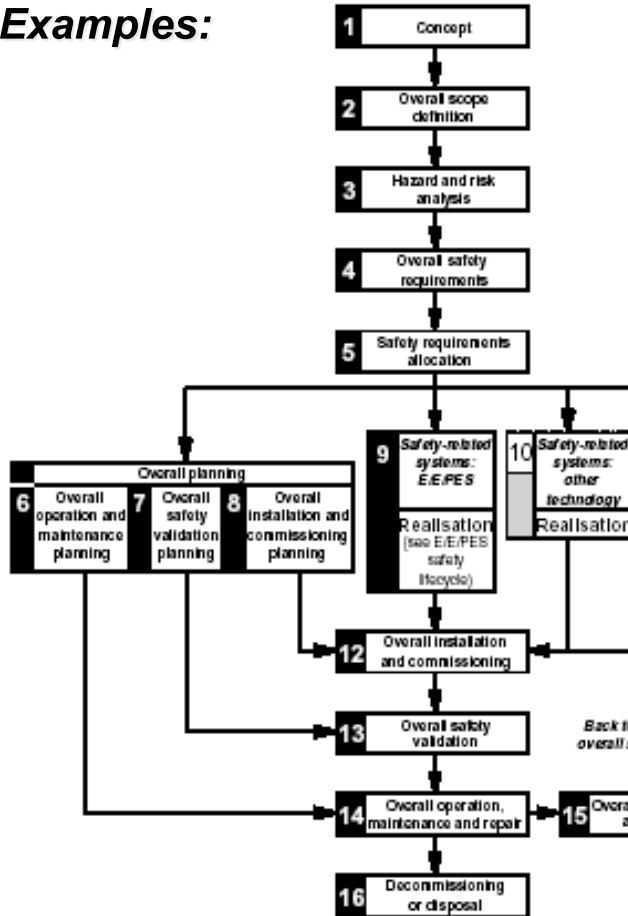 Examples:
1 Concept
2 Overall scope
definition
3 Hazard and risk
analysis
4 Overall safety
requirements
5 Safety requirements
allocation
Overall planning
6 Overall
operation and
maintenance
planning
7 Overall
safety
validation
planning
8 Overall
installation and
commissioning
planning
9 Safety-related
systems:
E/E/PES
Realisation
(see E/E/PES
safety
lifecycle)
10 Safety-related
systems:
other
technology
Realisation
12 Overall installation
and commissioning
13 Overall safety
validation
Back
overall
14 Overall operation,
maintenance and repair
15
16 Decommissioning
or disposal